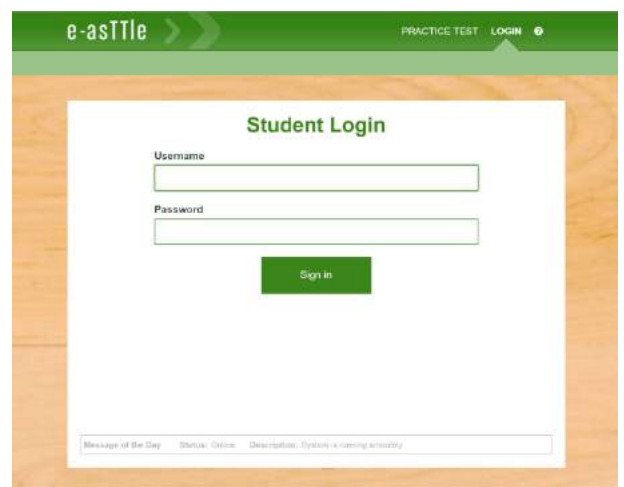 e-asTTle
PRACTICE TEST LOGIN ?
Student Login
Username
Password
Sign in
Message of the Day Status: Online Description: System is running smoothly